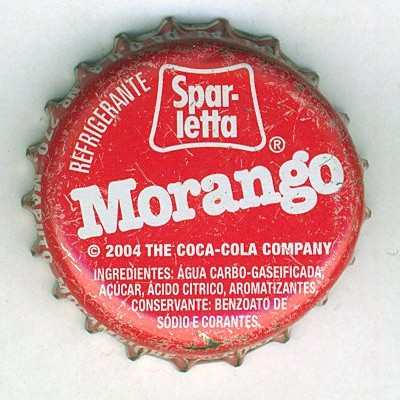 REFRIGERANTE
Spar-
letta
®
Morango
© 2004 THE COCA-COLA COMPANY
INGREDIENTES: ÁGUA CARBO-GASEIFICADA,
AÇÚCAR, ÁCIDO CITRICO, AROMATIZANTES,
CONSERVANTE: BENZOATO DE
SÓDIO E CORANTES.